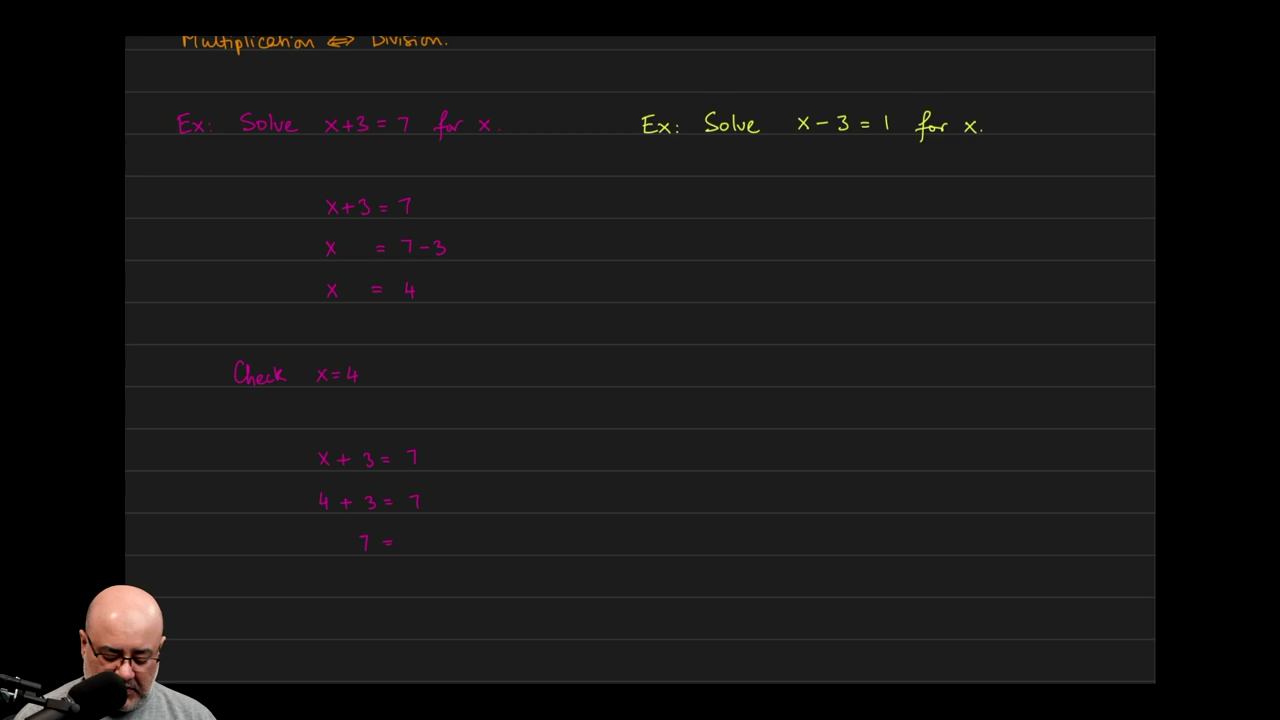 Multiplication ⇔ Division.
Ex: Solve x+3 = 7 for x.
x+3 = 7
x = 7-3
x = 4
Check x=4
x + 3 = 7
4 + 3 = 7
7 =
Ex: Solve x-3 = 1 for x.